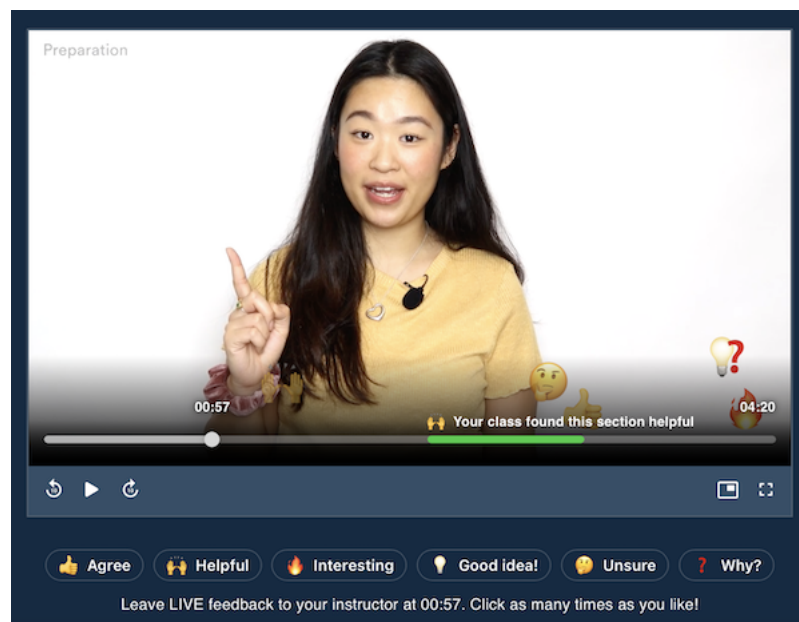 Preparation
00:57
04:20
🙌 Your class found this section helpful
👍 Agree
🙌 Helpful
🔥 Interesting
💡 Good idea!
🤔 Unsure
❓ Why?
Leave LIVE feedback to your instructor at 00:57. Click as many times as you like!